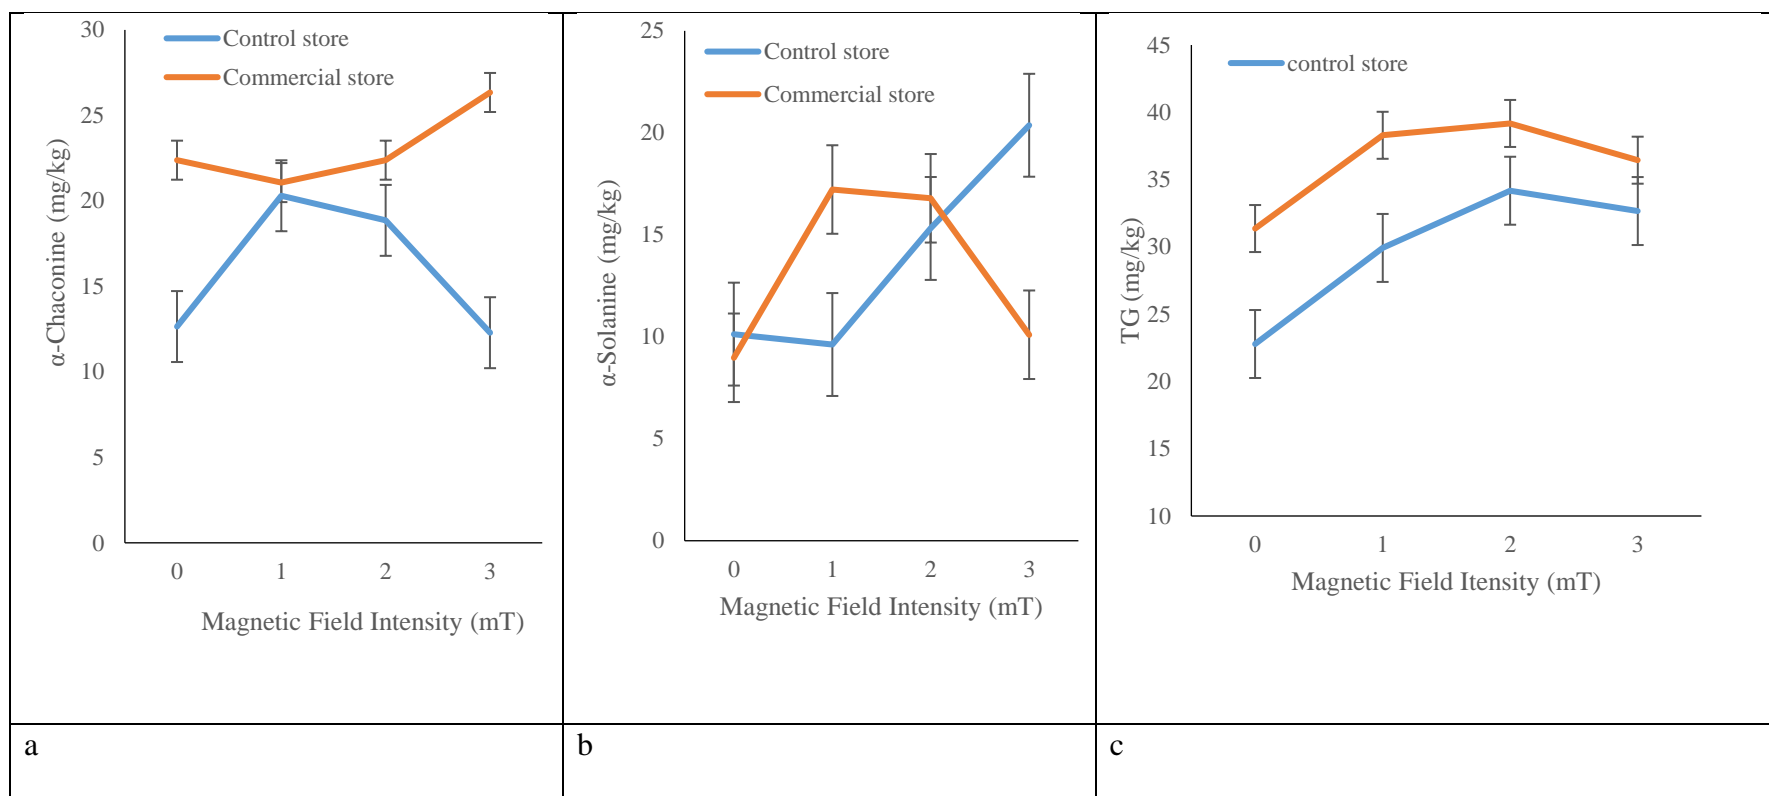 30
25
20
15
10
5
0
α-Chaconine (mg/kg)
Control store
Commercial store
0 1 2 3
Magnetic Field Intensity (mT)
a
25
20
15
10
5
0
α-Solanine (mg/kg)
Control store
Commercial store
0 1 2 3
Magnetic Field Intensity (mT)
b
45
40
35
30
25
20
15
10
TG (mg/kg)
control store
0 1 2 3
Magnetic Field Itensity (mT)
c